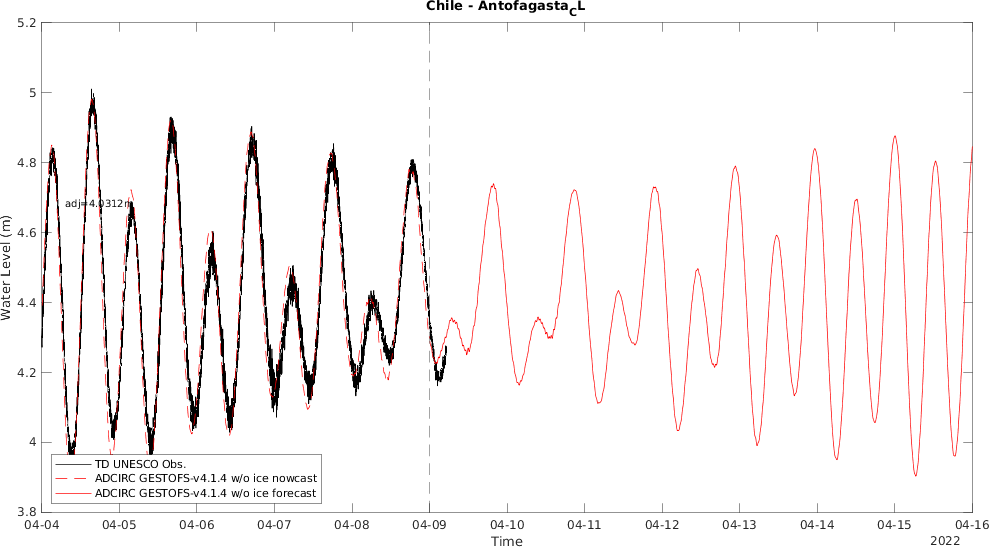 Chile - Antofagasta_CL
5.2
5
4.8
4.6
4.4
4.2
4
3.8
Water Level (m)
adj=4.0312m
TD UNESCO Obs.
ADCIRC GESTOFS-v4.1.4 w/o ice nowcast
ADCIRC GESTOFS-v4.1.4 w/o ice forecast
04-04 04-05 04-06 04-07 04-08 04-09 04-10 04-11 04-12 04-13 04-14 04-15 04-16
Time
2022